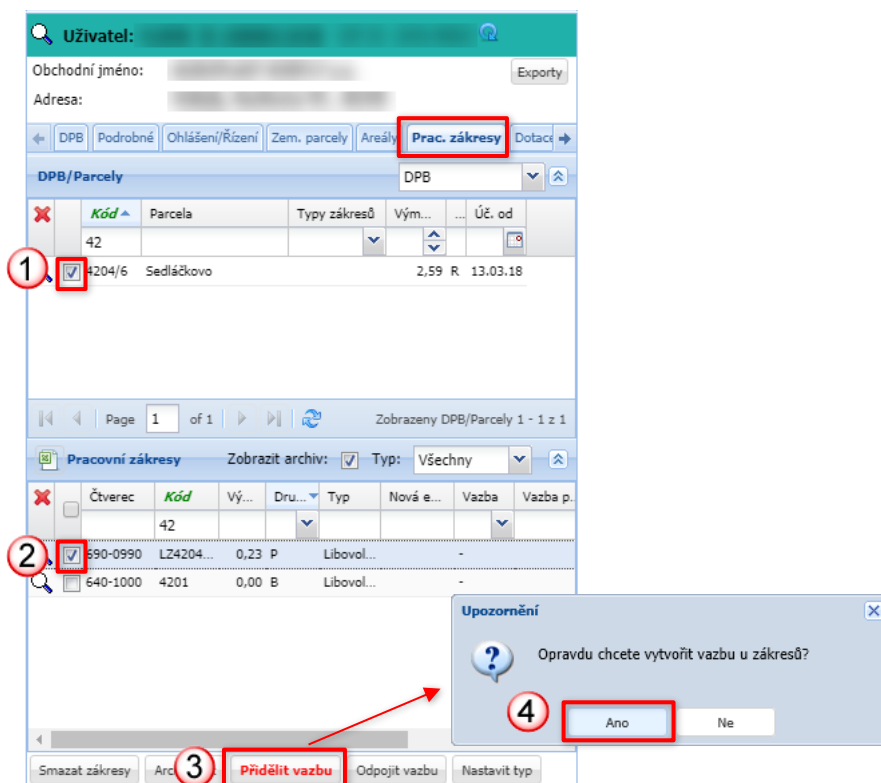 Uživatel:
Obchodní jméno:
Exporty
Adresa:
DPB Podrobné Ohlášení/Řízení Zem. parcely Areály Prac. zákresy Dotace
DPB/Parcely DPB
Kód Parcela Typy zákresů Vým... ... Úč. od
42
1
4204/6 Sedláčkovo 2,59 R 13.03.18
Page 1 of 1 Zobrazeny DPB/Parcely 1 - 1 z 1
Pracovní zákresy Zobrazit archiv: Typ: Všechny
Čtverec Kód Vý... Dru... Typ Nová e... Vazba Vazba p.
42
2
690-0990 LZ4204... 0,23 P Libovol... -
640-1000 4201 0,00 B Libovol... -
Upozornění
Opravdu chcete vytvořit vazbu u zákresů?
4
Ano Ne
Smazat zákresy 3 Přidělit vazbu Odpojit vazbu Nastavit typ